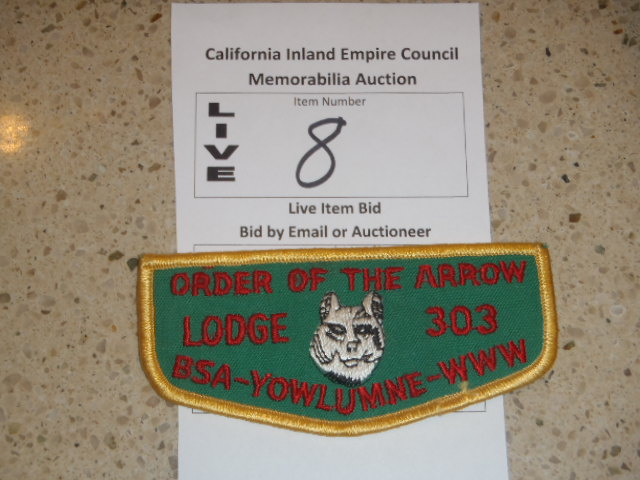 California Inland Empire Council
Memorabilia Auction
LIVE
Item Number
8
Live Item Bid
Bid by Email or Auctioneer
ORDER OF THE ARROW
LODGE 303
BSA-YOWLUMNE-WWW